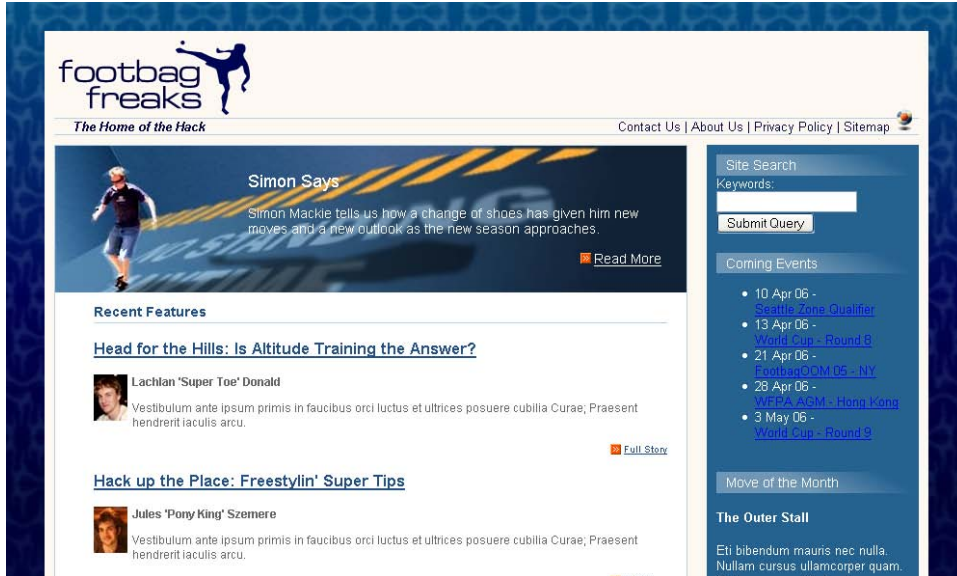 footbag
freaks
The Home of the Hack
Contact Us | About Us | Privacy Policy | Sitemap
Simon Says
Simon Mackie tells us how a change of shoes has given him new
moves and a new outlook as the new season approaches.
Read More
NO STANDING
Recent Features
Head for the Hills: Is Altitude Training the Answer?
Lachlan 'Super Toe' Donald
Vestibulum ante ipsum primis in faucibus orci luctus et ultrices posuere cubilia Curae; Praesent
hendrerit iaculis arcu.
Full Story
Hack up the Place: Freestylin' Super Tips
Jules 'Pony King' Szemere
Vestibulum ante ipsum primis in faucibus orci luctus et ultrices posuere cubilia Curae; Praesent
hendrerit iaculis arcu.
Site Search
Keywords:
Submit Query
Coming Events
• 10 Apr 06 -
Seattle Zone Qualifier
• 13 Apr 06 -
World Cup - Round 8
• 21 Apr 06 -
FootbagOOM 05 - NY
• 28 Apr 06 -
WFPA AGM - Hong Kong
• 3 May 06 -
World Cup - Round 9
Move of the Month
The Outer Stall
Eti bibendum mauris nec nulla.
Nullam cursus ullamcorper quam.